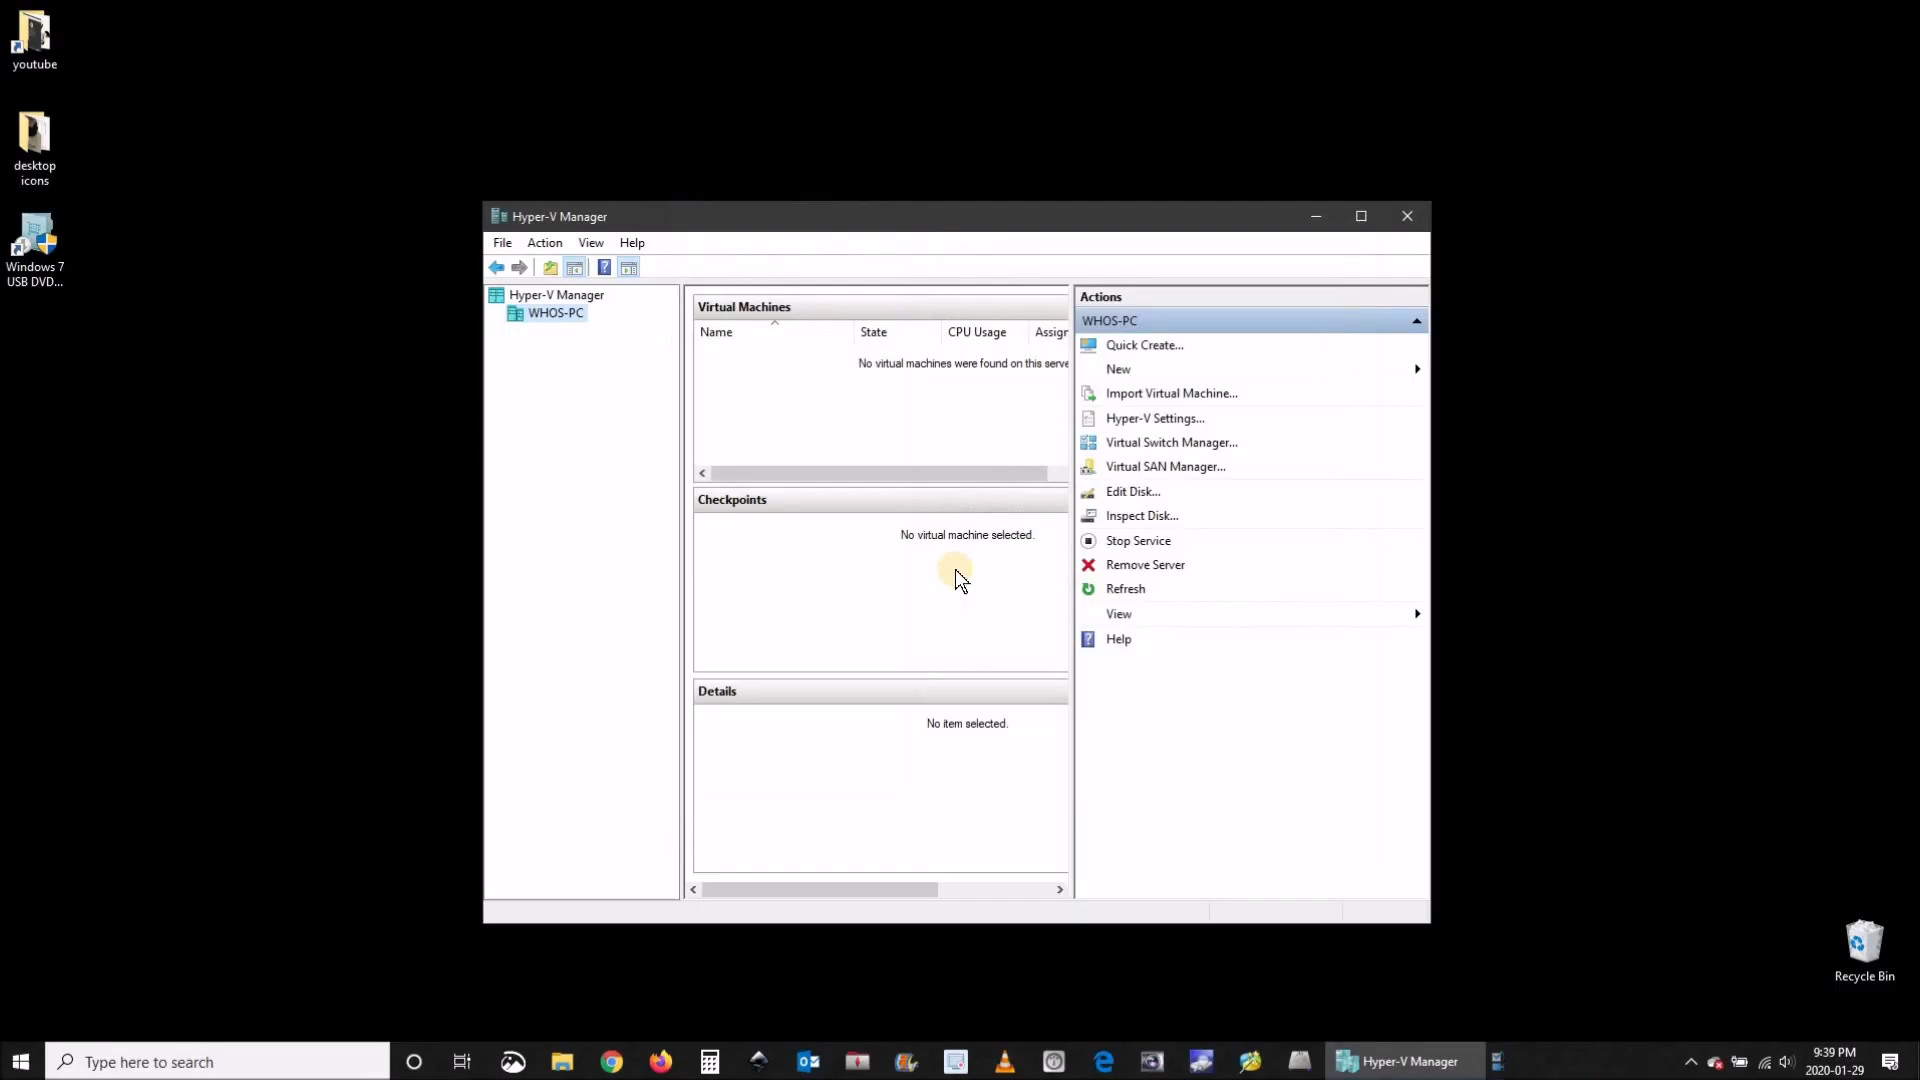 youtube
desktop
icons
Windows 7
USB DVD...
Hyper-V Manager
File Action View Help
Hyper-V Manager
WHOS-PC
Virtual Machines
Name State CPU Usage Assigr
No virtual machines were found on this serve
Checkpoints
No virtual machine selected.
Details
No item selected.
Actions
WHOS-PC
Quick Create...
New
Import Virtual Machine...
Hyper-V Settings...
Virtual Switch Manager...
Virtual SAN Manager...
Edit Disk...
Inspect Disk...
Stop Service
Remove Server
Refresh
View
Help
Recycle Bin
Type here to search
Hyper-V Manager
9:39 PM
2020-01-29